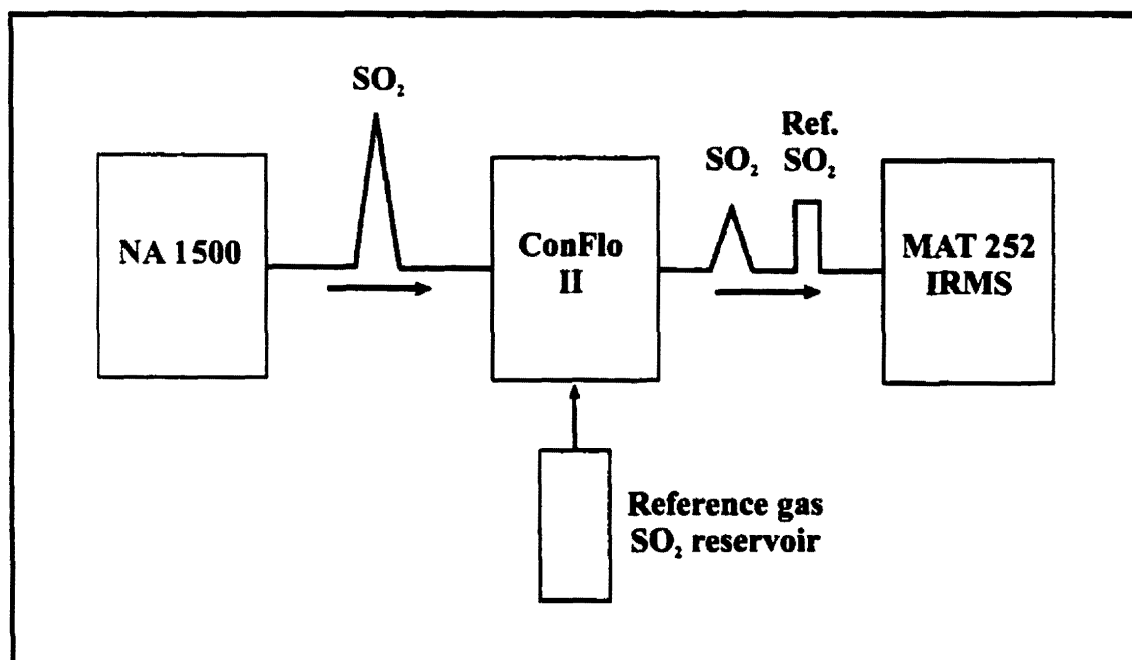 SO₂
NA 1500
ConFlo
II
SO₂
Ref.
SO₂
MAT 252
IRMS
Reference gas
SO₂ reservoir